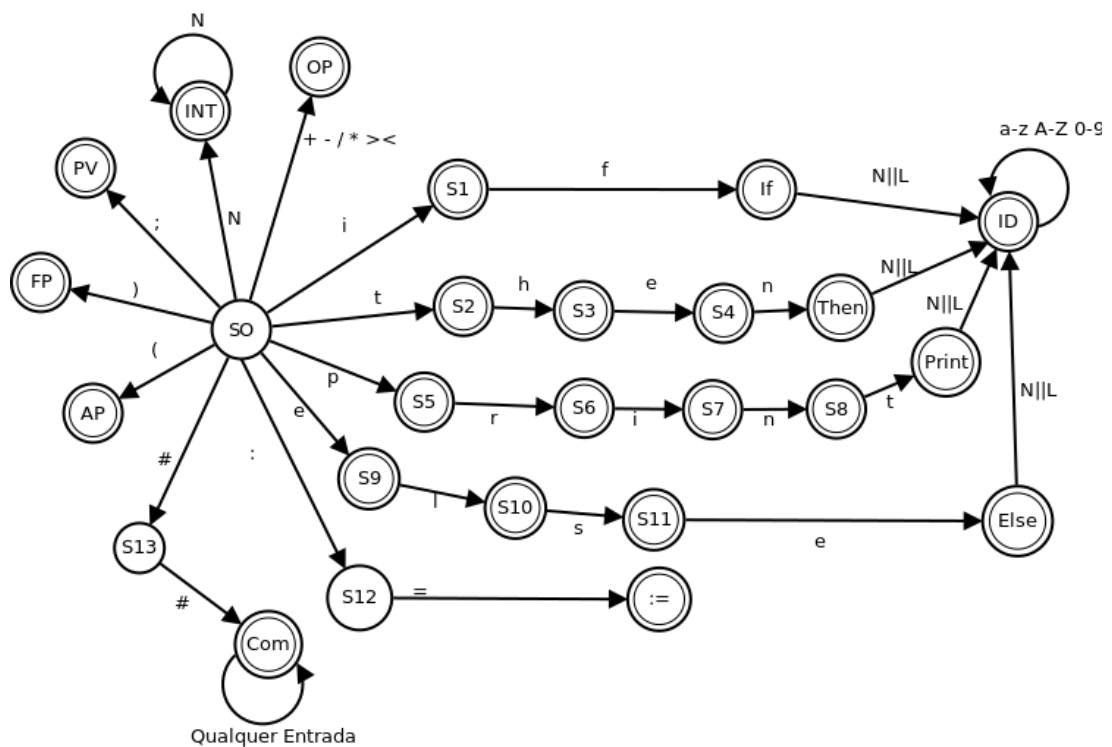 N
OP
INT
+ - / * ><
a-z A-Z 0-9
PV
f
N||L
S1
If
;
N
i
ID
FP
)
t
h
e
n
N||L
SO
S2
S3
S4
Then
N||L
(
p
Print
AP
e
S5
r
S6
i
S7
n
S8
t
N||L
#
:
S9
l
S10
s
S11
e
Else
S13
#
S12
=
:=
Com
Qualquer Entrada